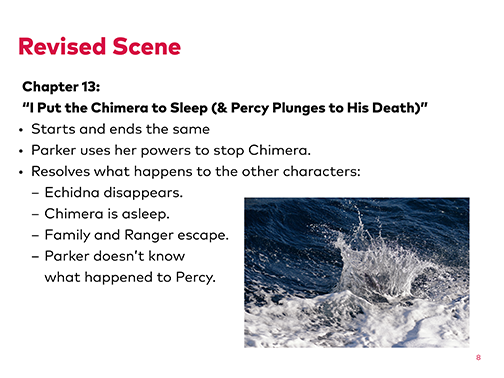 Revised Scene
Chapter 13:
“I Put the Chimera to Sleep (& Percy Plunges to His Death)”
• Starts and ends the same
• Parker uses her powers to stop Chimera.
• Resolves what happens to the other characters:
– Echidna disappears.
– Chimera is asleep.
– Family and Ranger escape.
– Parker doesn’t know
what happened to Percy.
8